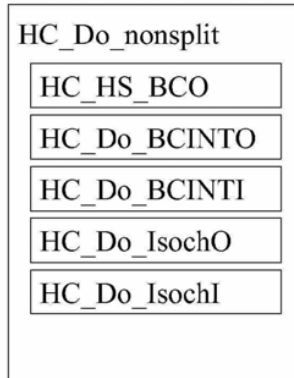 HC_Do_nonsplit
HC_HS_BCO
HC_Do_BCINTO
HC_Do_BCINTI
HC_Do_IsochO
HC_Do_IsochI